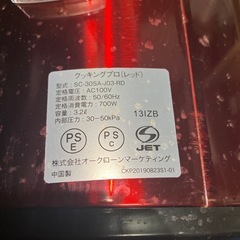 クッキングプロ(レッド)
型式：SC-30SA-J03-RD
定格電圧：AC100V
定格周波数：50/60Hz
定格消費電力：700W
容量：3.2ℓ
内部圧力：30-50kPa
13IZB
PS
E
PS
C
S
JET
株式会社オークローンマーケティング
中国製
CKP2019082351-01